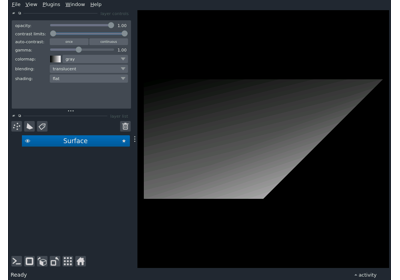 File View Plugins Window Help
layer controls
opacity: 1.00
contrast limits:
auto-contrast: once continuous
gamma: 1.00
colormap: gray
blending: translucent
shading: flat
layer list
Surface
Ready
activity